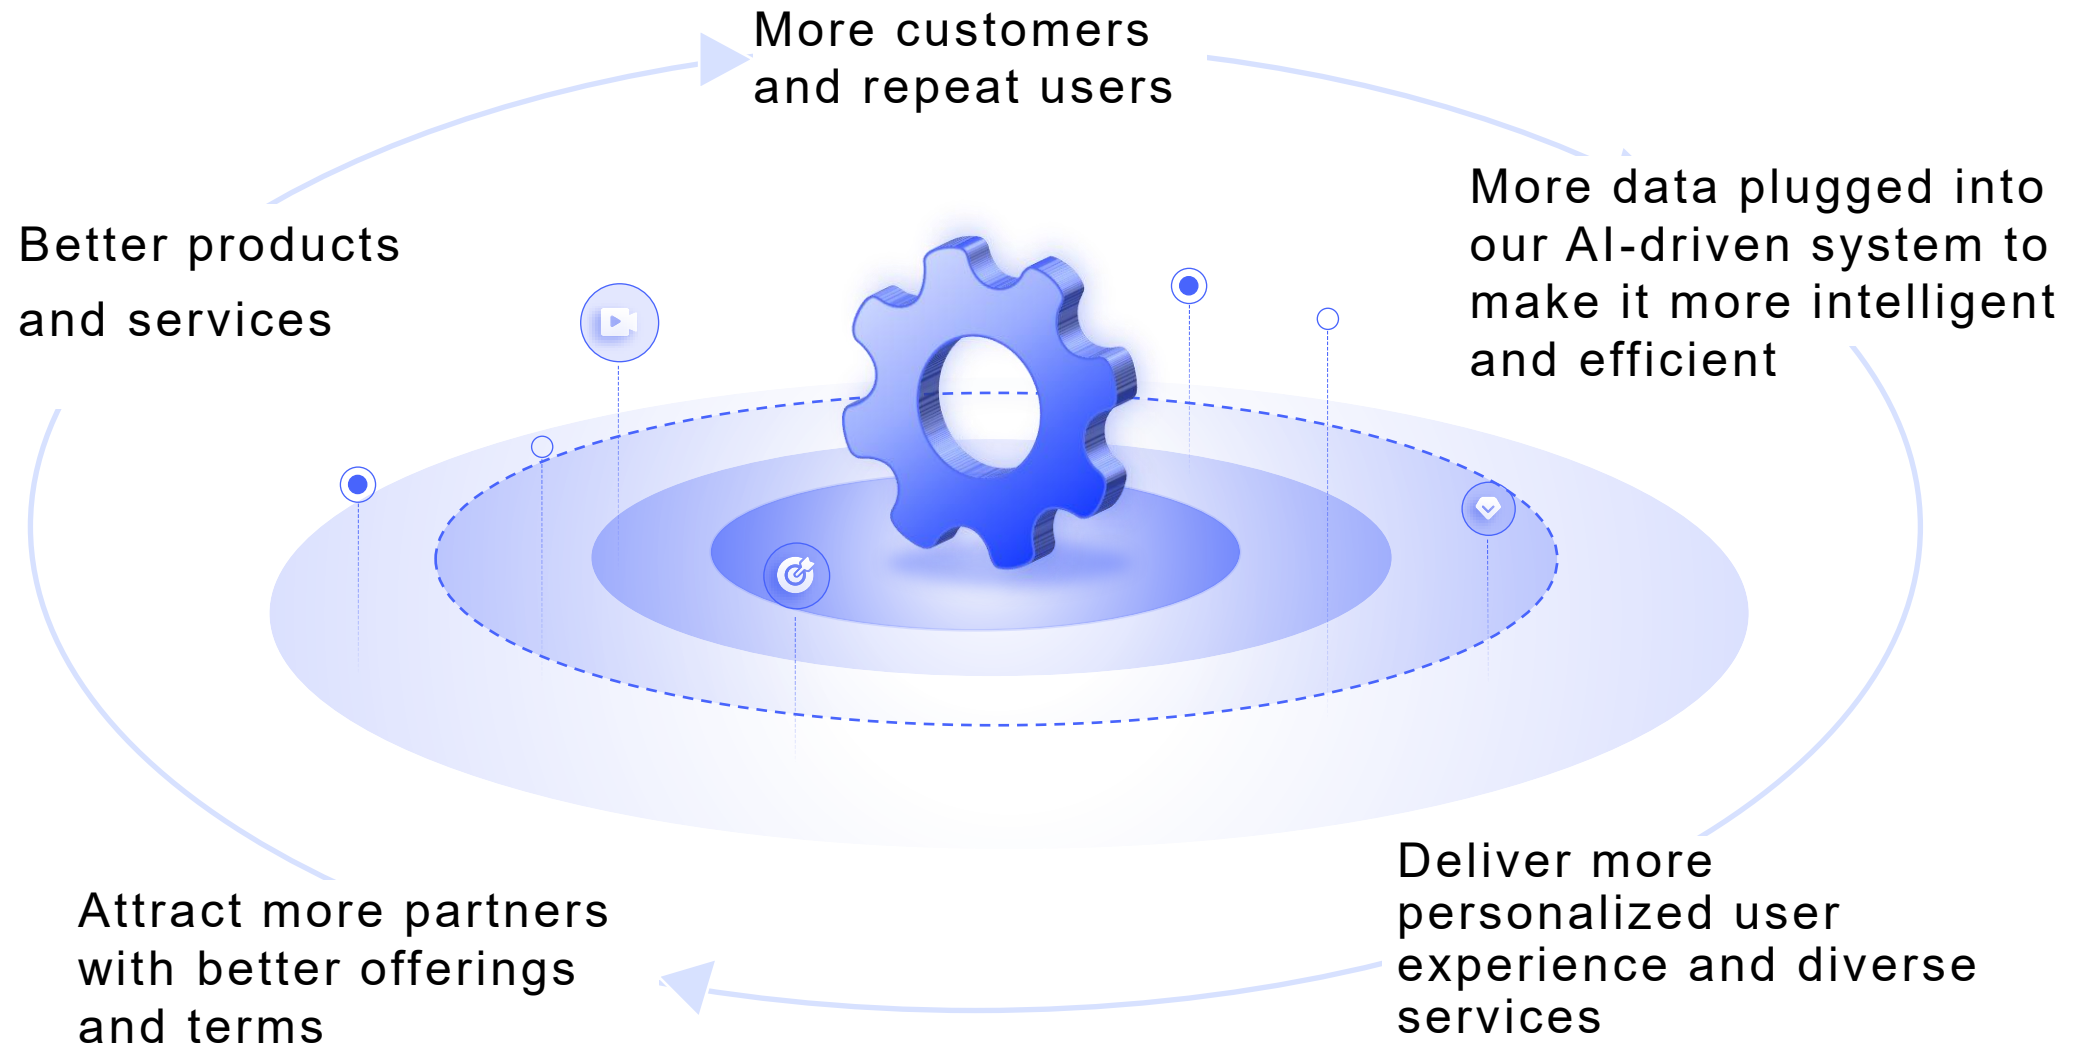 More customers
and repeat users
More data plugged into
our AI-driven system to
make it more intelligent
and efficient
Better products
and services
Deliver more
personalized user
experience and diverse
services
Attract more partners
with better offerings
and terms